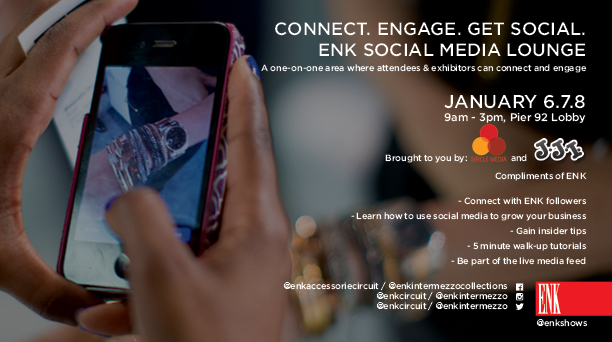 CONNECT. ENGAGE. GET SOCIAL.
ENK SOCIAL MEDIA LOUNGE
A one-on-one area where attendees & exhibitors can connect and engage
JANUARY 6.7.8
9am - 3pm, Pier 92 Lobby
Brought to you by: CIRCLE MEDIA and
Compliments of ENK
- Connect with ENK followers
- Learn how to use social media to grow your business
- Gain insider tips
- 5 minute walk-up tutorials
- Be part of the live media feed
@enkaccessoriecircuit / @enkintermezzocollections
@enkcircuit / @enkintermezzo
@enkcircuit / @enkintermezzo
ENK
@enkshows